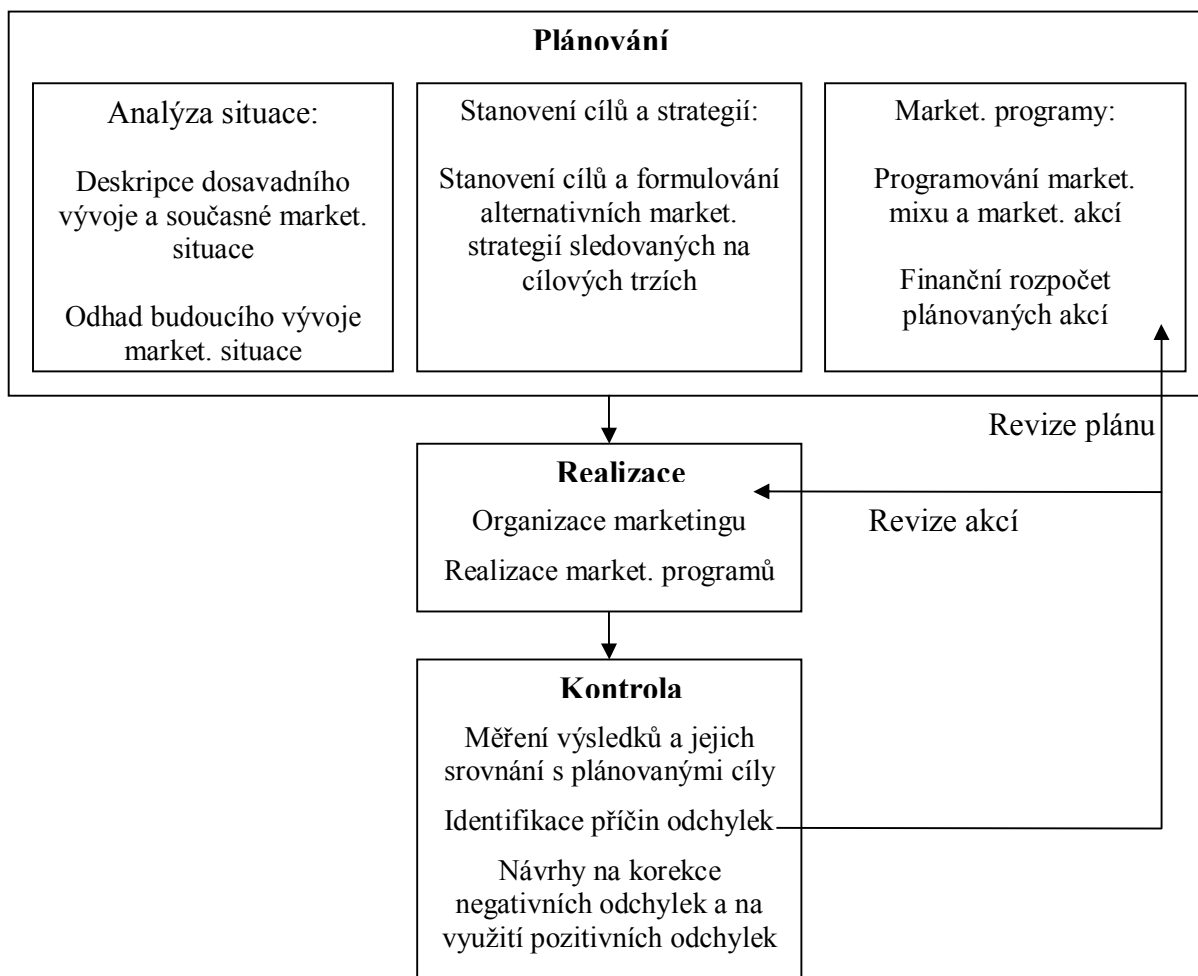 Plánování
Analýza situace:
Deskripce dosavadního
vývoje a současné market.
situace
Odhad budoucího vývoje
market. situace
Stanovení cílů a strategií:
Stanovení cílů a formulování
alternativních market.
strategií sledovaných na
cílových trzích
Market. programy:
Programování market.
mixu a market. akcí
Finanční rozpočet
plánovaných akcí
Revize plánu
Realizace
Organizace marketingu
Realizace market. programů
Revize akcí
Kontrola
Měření výsledků a jejich
srovnání s plánovanými cíly
Identifikace příčin odchylek
Návrhy na korekce
negativních odchylek a na
využití pozitivních odchylek